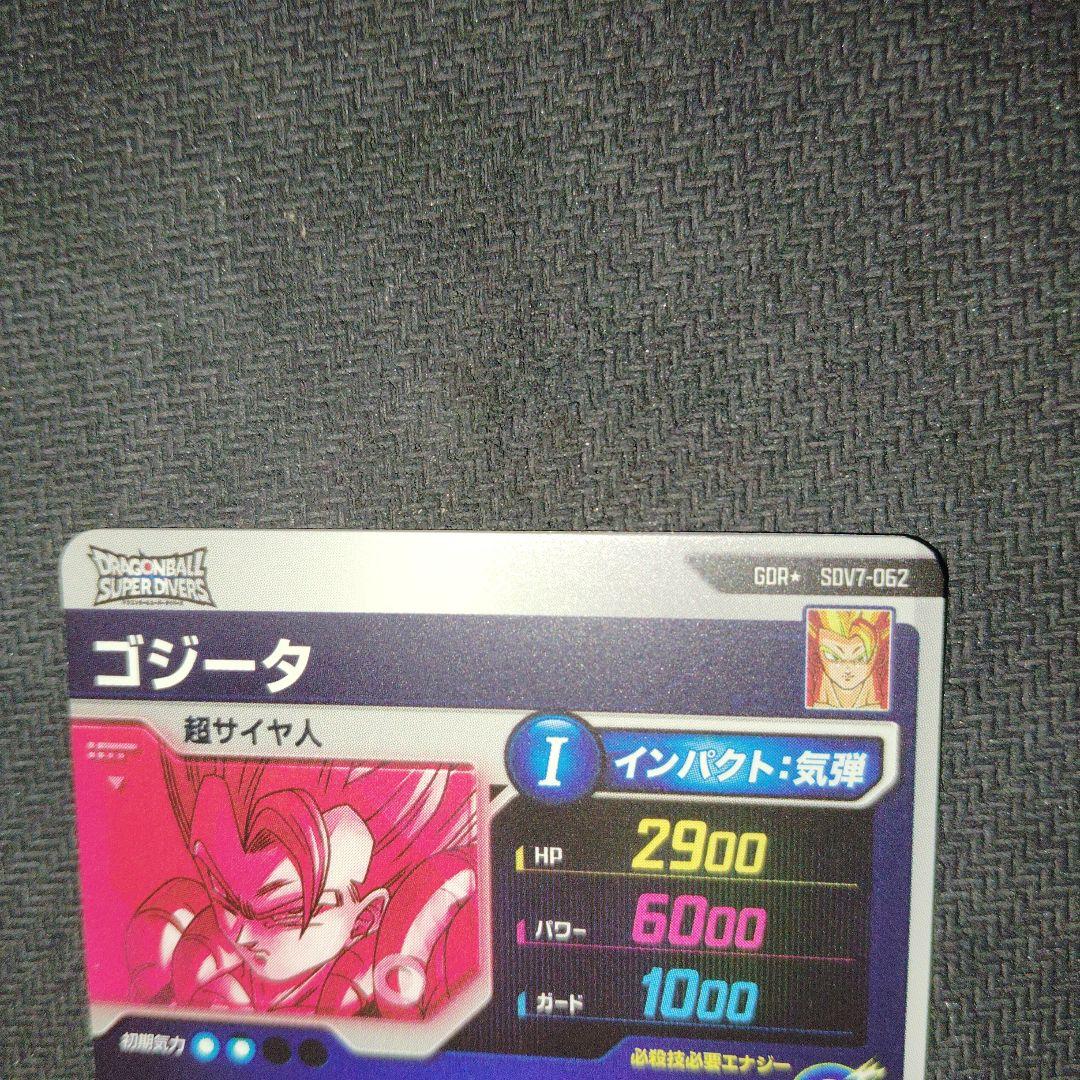 DRAGONBALL
SUPER DIVERS
GDR★ SDV7-062
ゴジータ
超サイヤ人
I インパクト:気弾
HP 2900
パワー 6000
ガード 1000
初期気力
必殺技必要エナジー